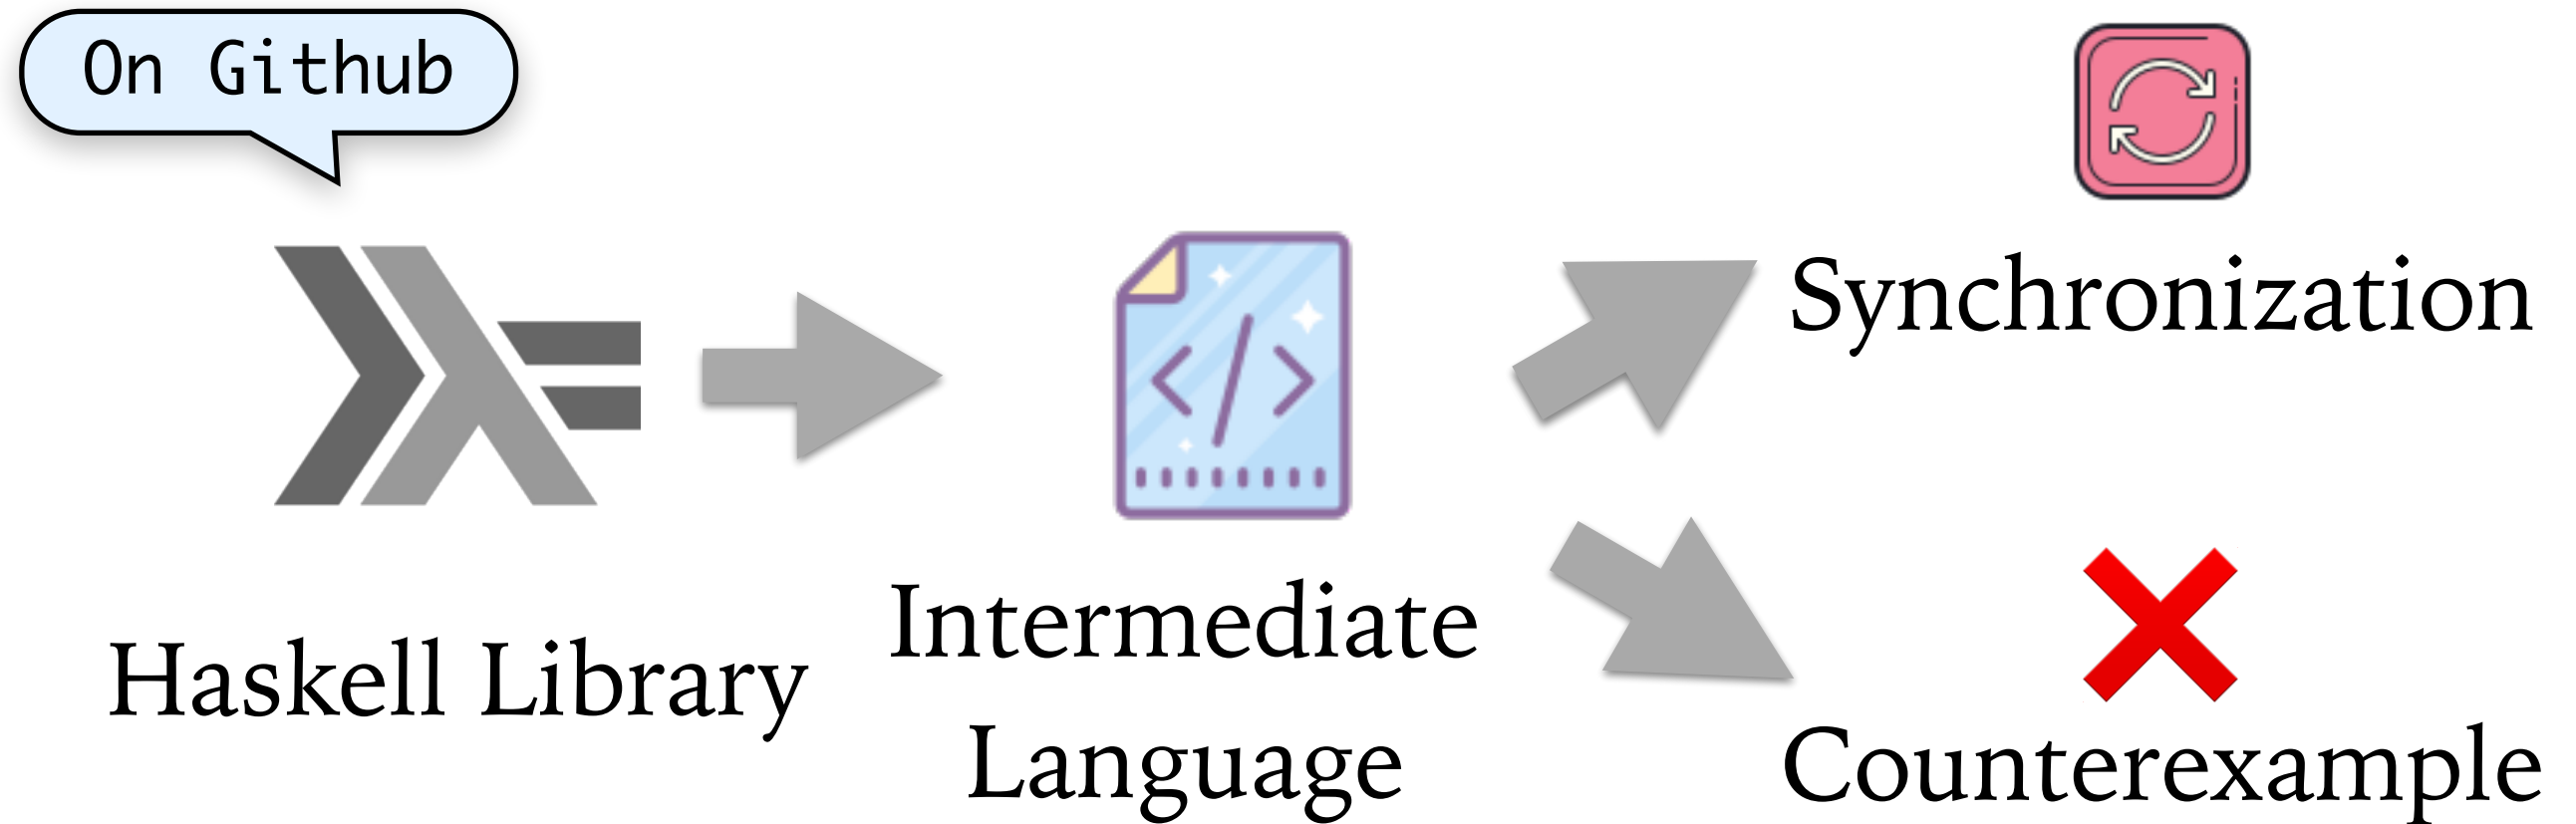 On Github
Synchronization
Haskell Library
Intermediate
Language
Counterexample